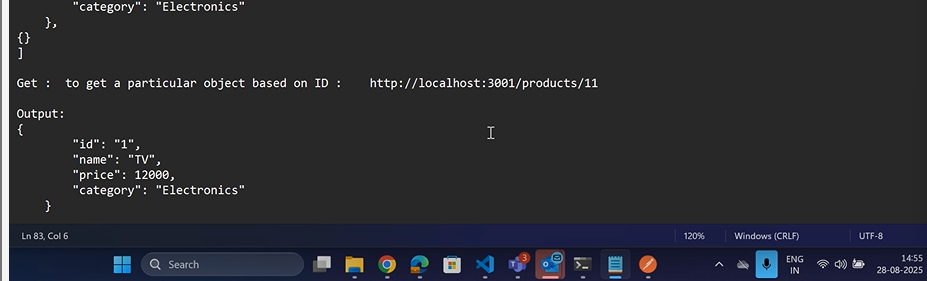 "category": "Electronics"
},
{}
]
Get :  to get a particular object based on ID :    http://localhost:3001/products/11
Output:
{
"id": "1",
"name": "TV",
"price": 12000,
"category": "Electronics"
}
Ln 83, Col 6
120%
Windows (CRLF)
UTF-8
Search
3
ENG
IN
14:55
28-08-2025